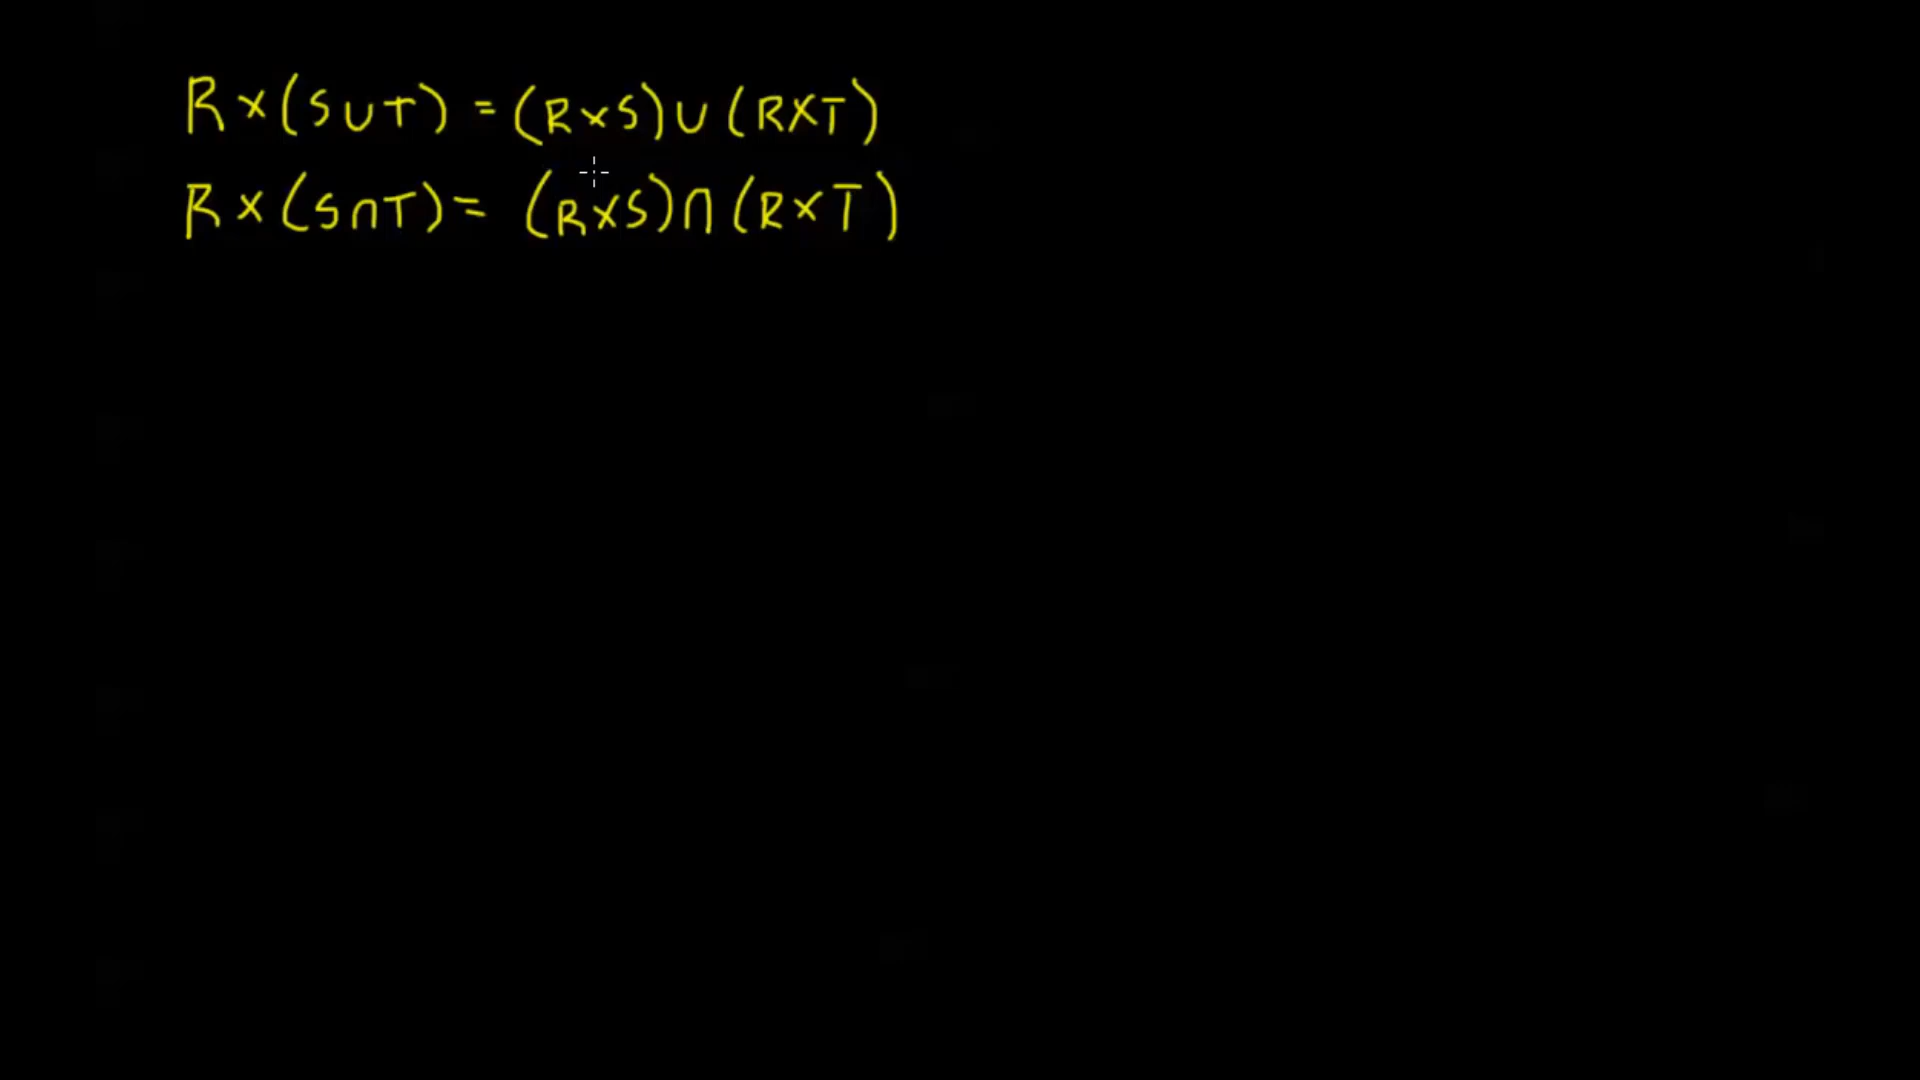 R×(S∪T) = (R×S)∪(R×T)
R×(S∩T) = (R×S)∩(R×T)